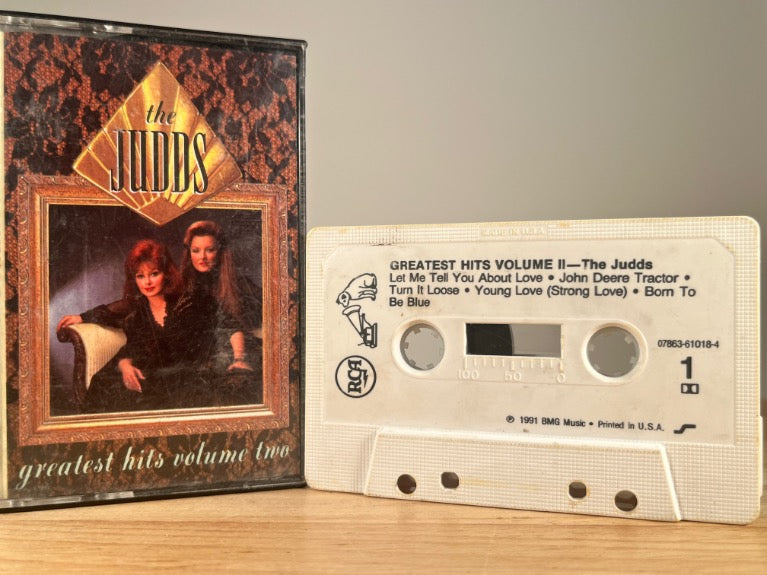 the
JUDDS
greatest hits volume two
MADE IN U.S.A.
GREATEST HITS VOLUME II—The Judds
Let Me Tell You About Love • John Deere Tractor •
Turn It Loose • Young Love (Strong Love) • Born To
Be Blue
RCA
100 50 0
07863-61018-4
1
℗ 1991 BMG Music • Printed in U.S.A.